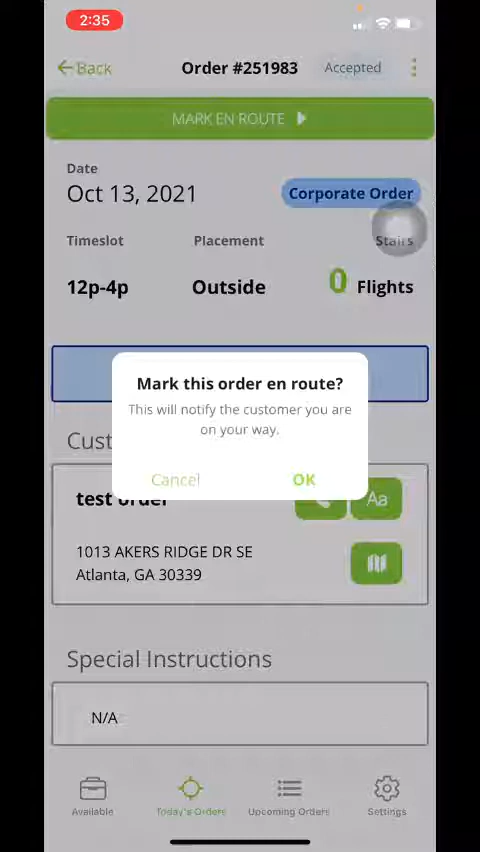 2:35
Back
Order #251983
Accepted
MARK EN ROUTE
Date
Oct 13, 2021
Corporate Order
Timeslot
Placement
Stairs
12p-4p
Outside
0 Flights
Mark this order en route?
This will notify the customer you are
on your way.
Cancel
OK
Cust
test order
Aa
1013 AKERS RIDGE DR SE
Atlanta, GA 30339
Special Instructions
N/A
Available
Today's Orders
Upcoming Orders
Settings